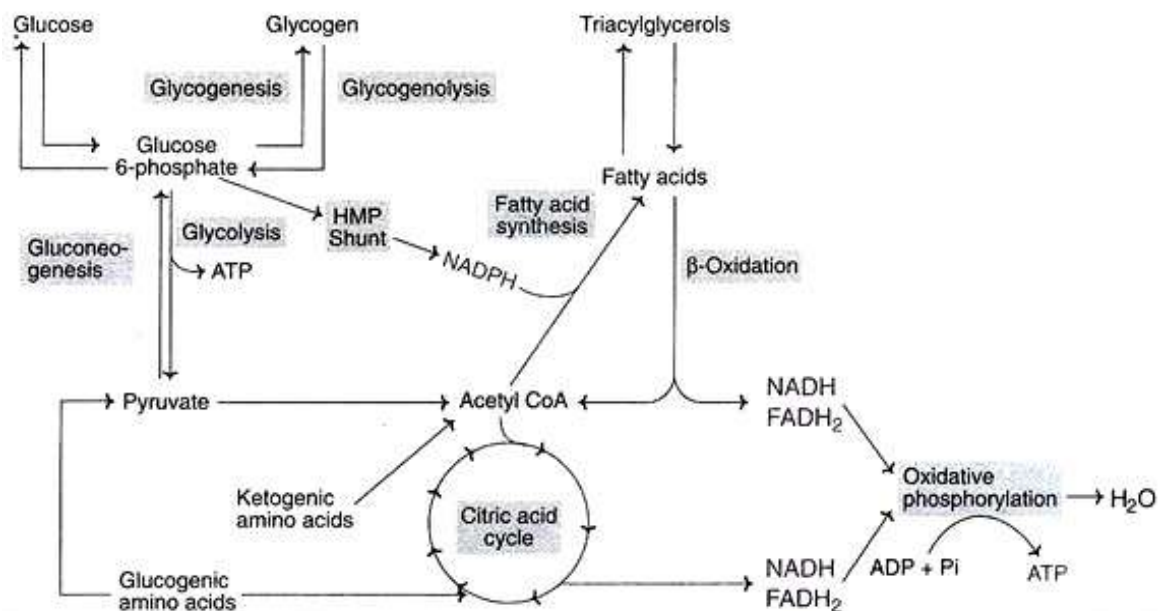 Glucose
Glycogen
Triacylglycerols
Glycogenesis
Glycogenolysis
Glucose
6-phosphate
Fatty acids
HMP
Shunt
Fatty acid
synthesis
Gluconeo-
genesis
Glycolysis
ATP
NADPH
β-Oxidation
Pyruvate
Acetyl CoA
NADH
FADH₂
Ketogenic
amino acids
Citric acid
cycle
Oxidative
phosphorylation
H₂O
Glucogenic
amino acids
NADH
FADH₂
ADP + Pi
ATP